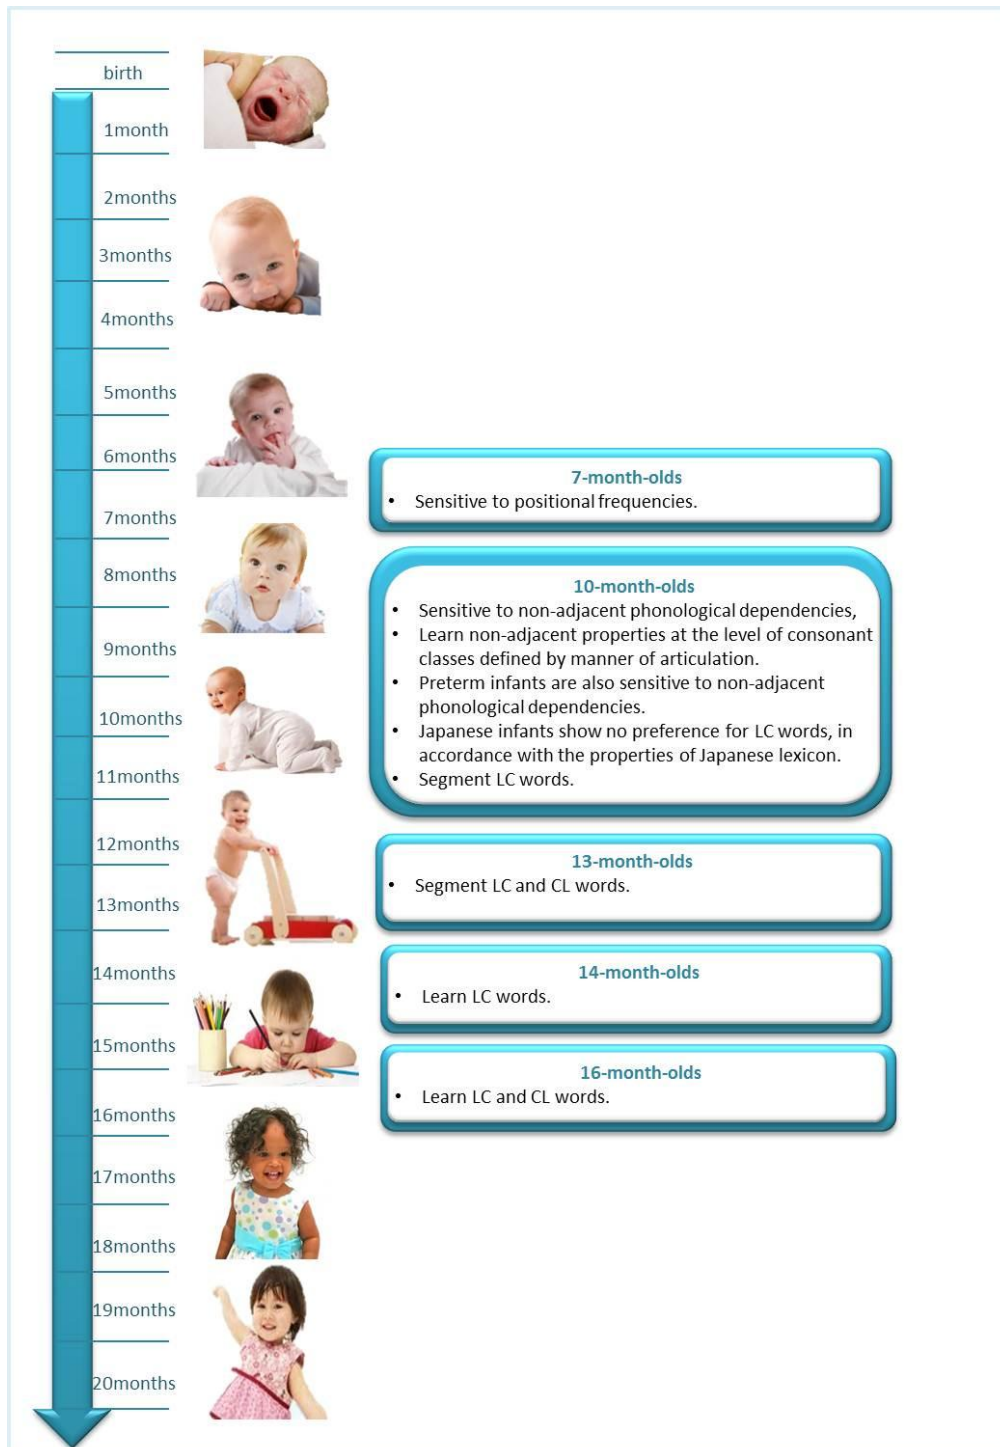 birth
1month
2months
3months
4months
5months
6months
7months
8months
9months
10months
11months
12months
13months
14months
15months
16months
17months
18months
19months
20months
7-month-olds
• Sensitive to positional frequencies.
10-month-olds
• Sensitive to non-adjacent phonological dependencies,
• Learn non-adjacent properties at the level of consonant
classes defined by manner of articulation.
• Preterm infants are also sensitive to non-adjacent
phonological dependencies.
• Japanese infants show no preference for LC words, in
accordance with the properties of Japanese lexicon.
• Segment LC words.
13-month-olds
• Segment LC and CL words.
14-month-olds
• Learn LC words.
16-month-olds
• Learn LC and CL words.